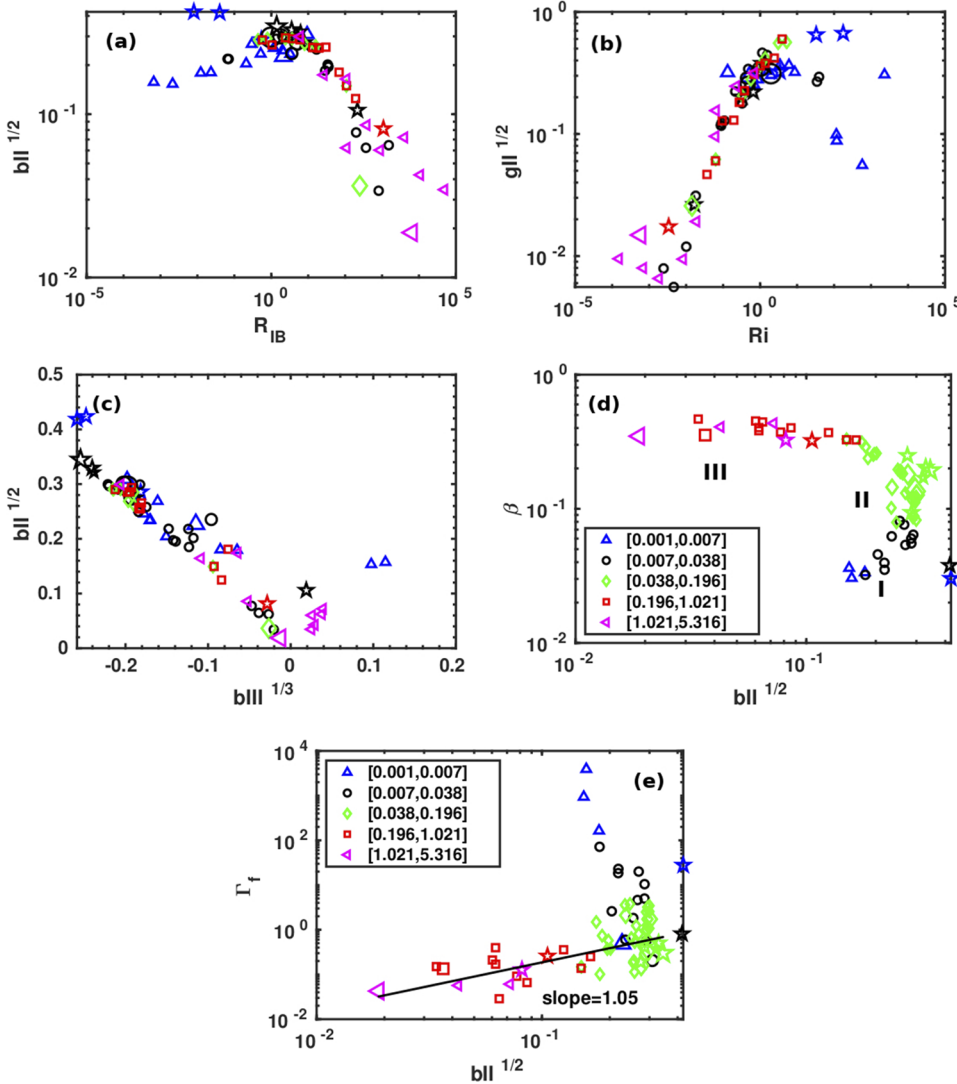 (a)
bII 1/2
10^-1
10^-2
10^-5 10^0 10^5
R_IB
(b)
gII 1/2
10^0
10^-1
10^-2
10^-5 10^0 10^5
Ri
(c)
bII 1/2
0.5
0.4
0.3
0.2
0.1
0
-0.2 -0.1 0 0.1 0.2
bIII 1/3
(d)
β
10^0
10^-1
10^-2
III
II
I
[0.001,0.007]
[0.007,0.038]
[0.038,0.196]
[0.196,1.021]
[1.021,5.316]
10^-2 10^-1
bII 1/2
(e)
Γ_f
10^4
10^2
10^0
10^-2
[0.001,0.007]
[0.007,0.038]
[0.038,0.196]
[0.196,1.021]
[1.021,5.316]
slope=1.05
10^-2 10^-1
bII 1/2